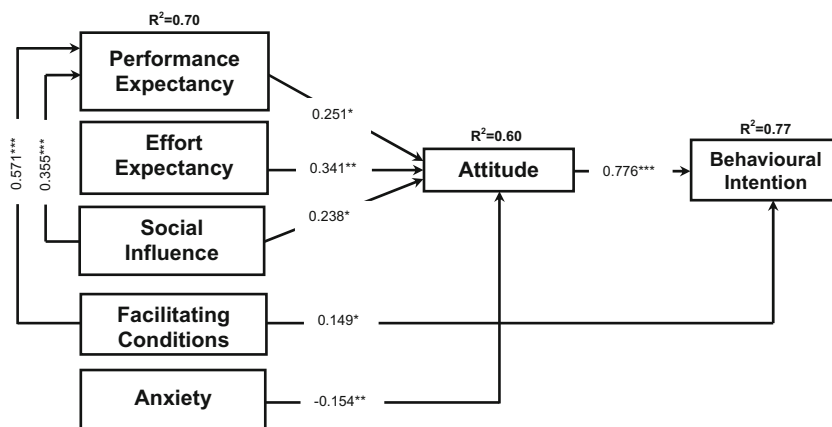 R²=0.70
Performance
Expectancy
0.251*
R²=0.60
R²=0.77
Effort
Expectancy
0.341**
Attitude
0.776***
Behavioural
Intention
0.571***
0.355***
Social
Influence
0.238*
Facilitating
Conditions
0.149*
Anxiety
-0.154**